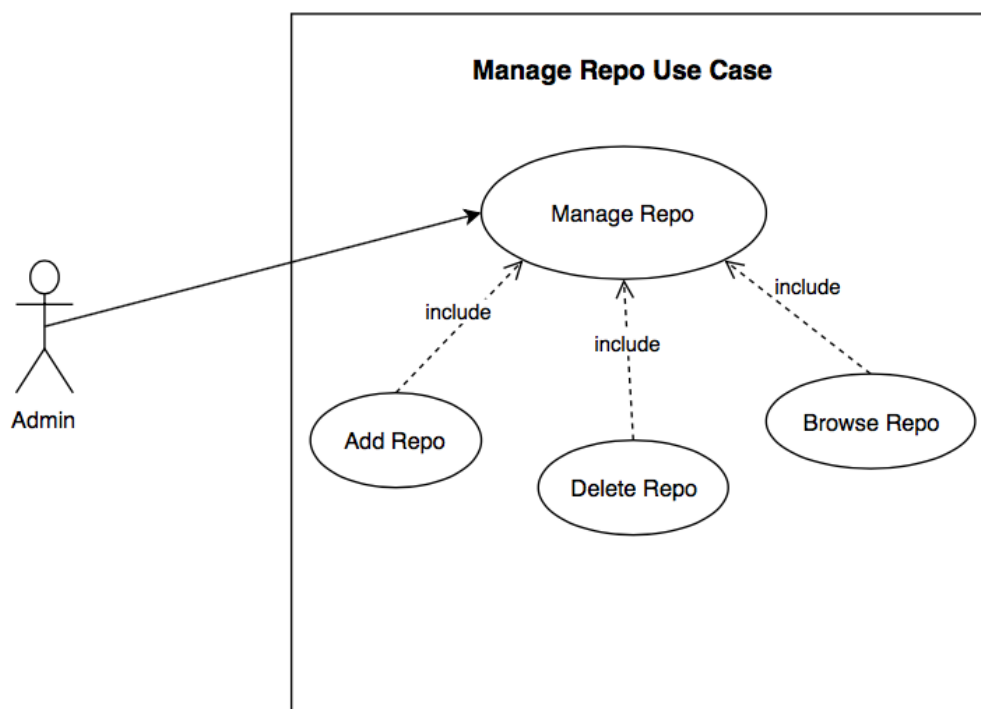 Manage Repo Use Case
Manage Repo
include
include
include
Admin
Add Repo
Delete Repo
Browse Repo